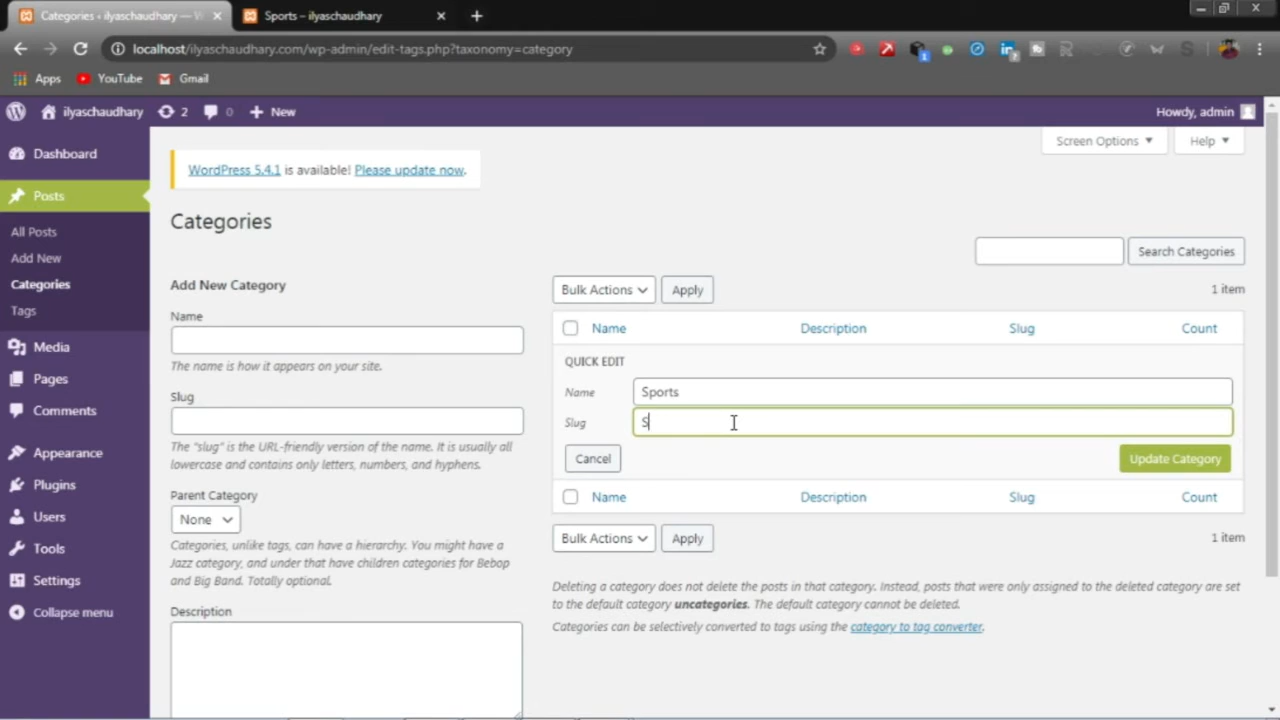 Categories ‹ ilyaschaudhary — W
Sports – ilyaschaudhary
localhost/ilyaschaudhary.com/wp-admin/edit-tags.php?taxonomy=category
Apps YouTube Gmail
ilyaschaudhary 2 0 New Howdy, admin
Dashboard
Posts
All Posts
Add New
Categories
Tags
Media
Pages
Comments
Appearance
Plugins
Users
Tools
Settings
Collapse menu
Screen Options Help
WordPress 5.4.1 is available! Please update now.
Categories
Search Categories
Add New Category
Name
The name is how it appears on your site.
Slug
The “slug” is the URL-friendly version of the name. It is usually all
lowercase and contains only letters, numbers, and hyphens.
Parent Category
None
Categories, unlike tags, can have a hierarchy. You might have a
Jazz category, and under that have children categories for Bebop
and Big Band. Totally optional.
Description
Bulk Actions Apply 1 item
Name Description Slug Count
QUICK EDIT
Name Sports
Slug S
Cancel Update Category
Name Description Slug Count
Bulk Actions Apply 1 item
Deleting a category does not delete the posts in that category. Instead, posts that were only assigned to the deleted category are set
to the default category uncategories. The default category cannot be deleted.
Categories can be selectively converted to tags using the category to tag converter.